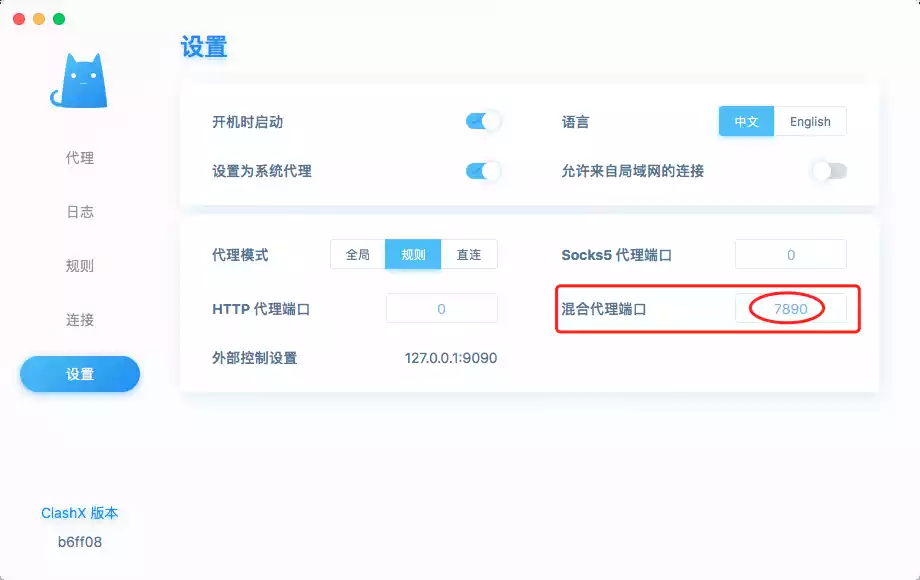 设置
代理
日志
规则
连接
设置
ClashX 版本
b6ff08
开机时启动
语言 中文 English
设置为系统代理 允许来自局域网的连接
代理模式 全局 规则 直连 Socks5 代理端口 0
HTTP 代理端口 0 混合代理端口 7890
外部控制设置 127.0.0.1:9090